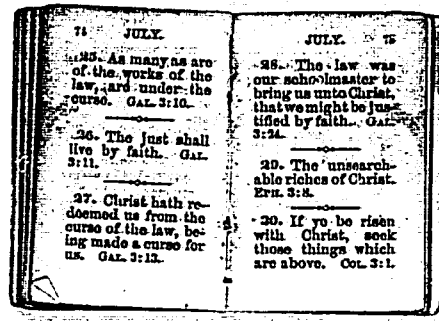 74 JULY.
25. As many as are
of the works of the
law, are under the
curse. GAL. 3:10.
26. The just shall
live by faith. GAL.
3:11.
27. Christ hath re-
deemed us from the
curse of the law, be-
ing made a curse for
us. GAL. 3:13.
JULY. 75
28. The law was
our schoolmaster to
bring us unto Christ,
that we might be jus-
tified by faith. GAL.
3:24.
29. The unsearch-
able riches of Christ.
EPH. 3:8.
30. If ye be risen
with Christ, seek
those things which
are above. COL. 3:1.